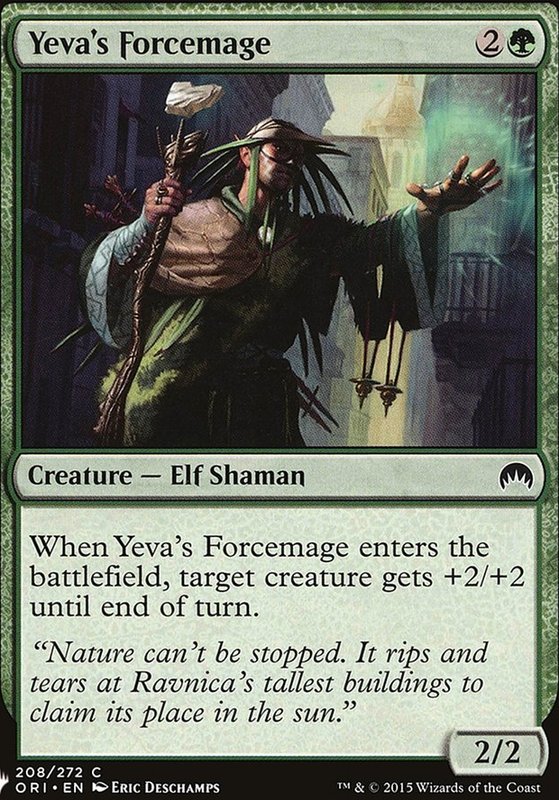 Yeva's Forcemage 2
Creature — Elf Shaman
When Yeva's Forcemage enters the
battlefield, target creature gets +2/+2
until end of turn.
“Nature can't be stopped. It rips and
tears at Ravnica's tallest buildings to
claim its place in the sun.”
2/2
208/272 C
ORI • EN Eric Deschamps
™ & © 2015 Wizards of the Coast